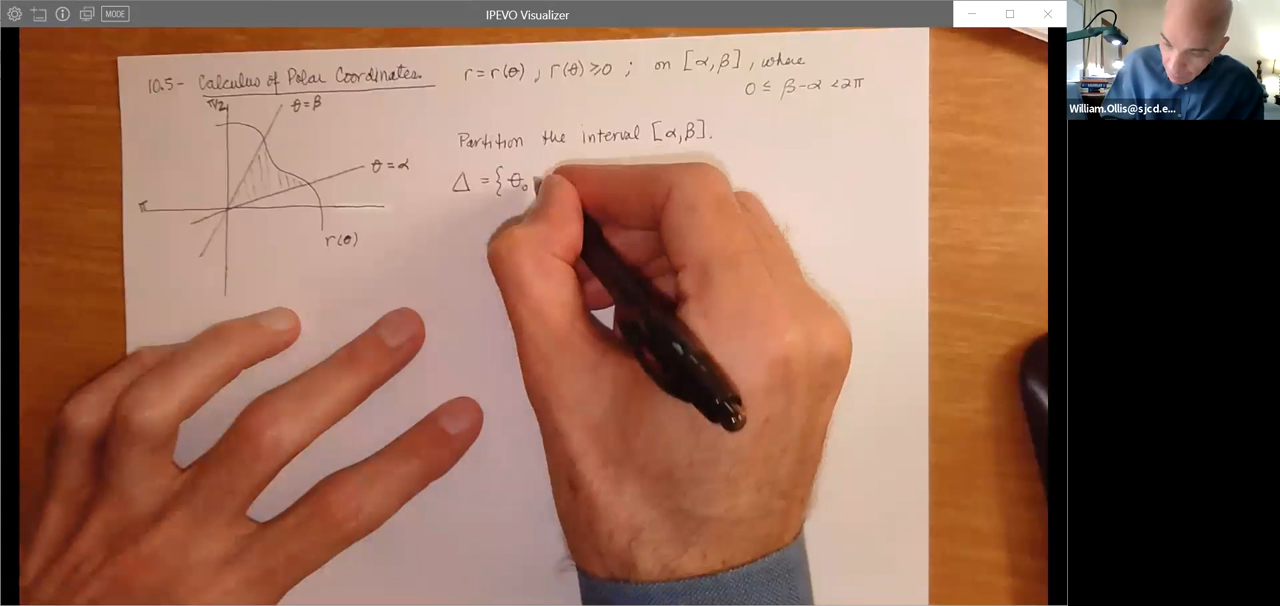 IPEVO Visualizer
MODE
10.5 - Calculus of Polar Coordinates.
r = r(θ) , r(θ) ≥ 0 ; on [α, β] , where
0 ≤ β - α < 2π
π/2
θ = β
θ = α
π
r(θ)
Partition the interval [α, β].
Δ = { θ₀
William.Ollis@sjcd.e...